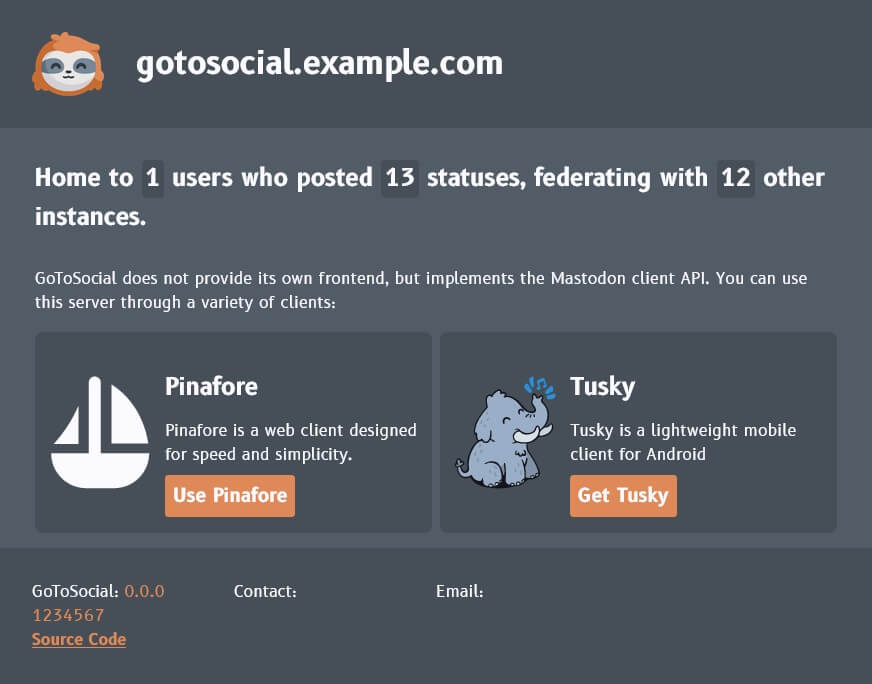 gotosocial.example.com
Home to 1 users who posted 13 statuses, federating with 12 other
instances.
GoToSocial does not provide its own frontend, but implements the Mastodon client API. You can use
this server through a variety of clients:
Pinafore
Pinafore is a web client designed
for speed and simplicity.
Use Pinafore
Tusky
Tusky is a lightweight mobile
client for Android
Get Tusky
GoToSocial: 0.0.0
1234567
Source Code
Contact:
Email: